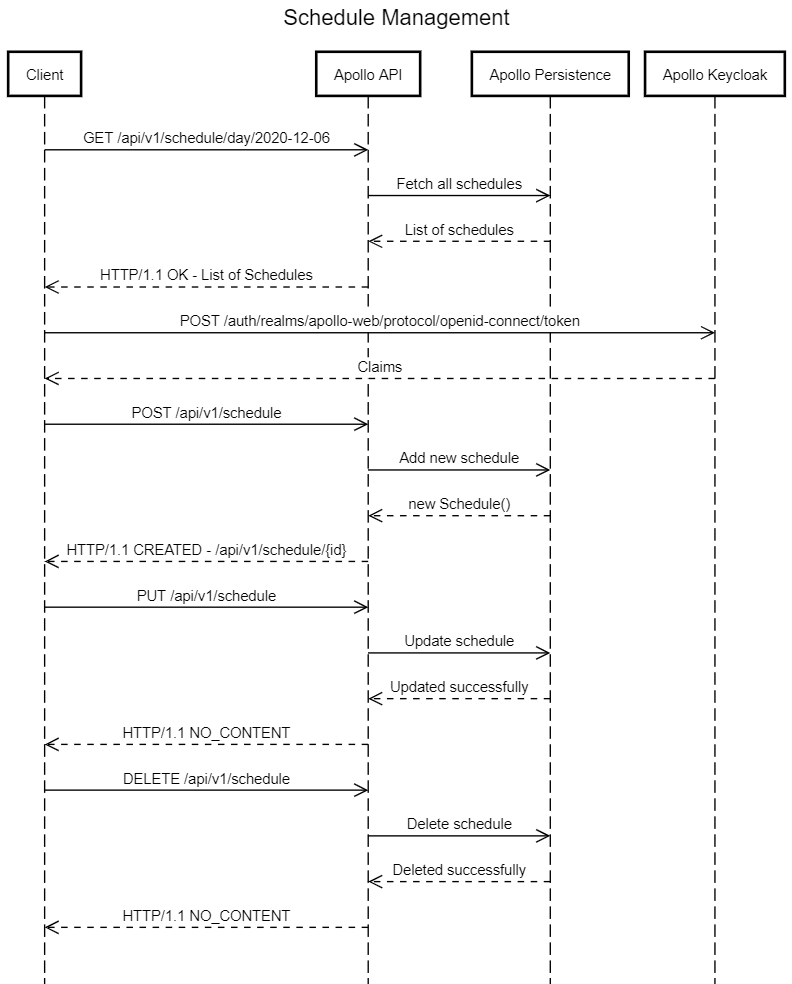 Schedule Management
Client
Apollo API
Apollo Persistence
Apollo Keycloak
GET /api/v1/schedule/day/2020-12-06
Fetch all schedules
List of schedules
HTTP/1.1 OK - List of Schedules
POST /auth/realms/apollo-web/protocol/openid-connect/token
Claims
POST /api/v1/schedule
Add new schedule
new Schedule()
HTTP/1.1 CREATED - /api/v1/schedule/{id}
PUT /api/v1/schedule
Update schedule
Updated successfully
HTTP/1.1 NO_CONTENT
DELETE /api/v1/schedule
Delete schedule
Deleted successfully
HTTP/1.1 NO_CONTENT